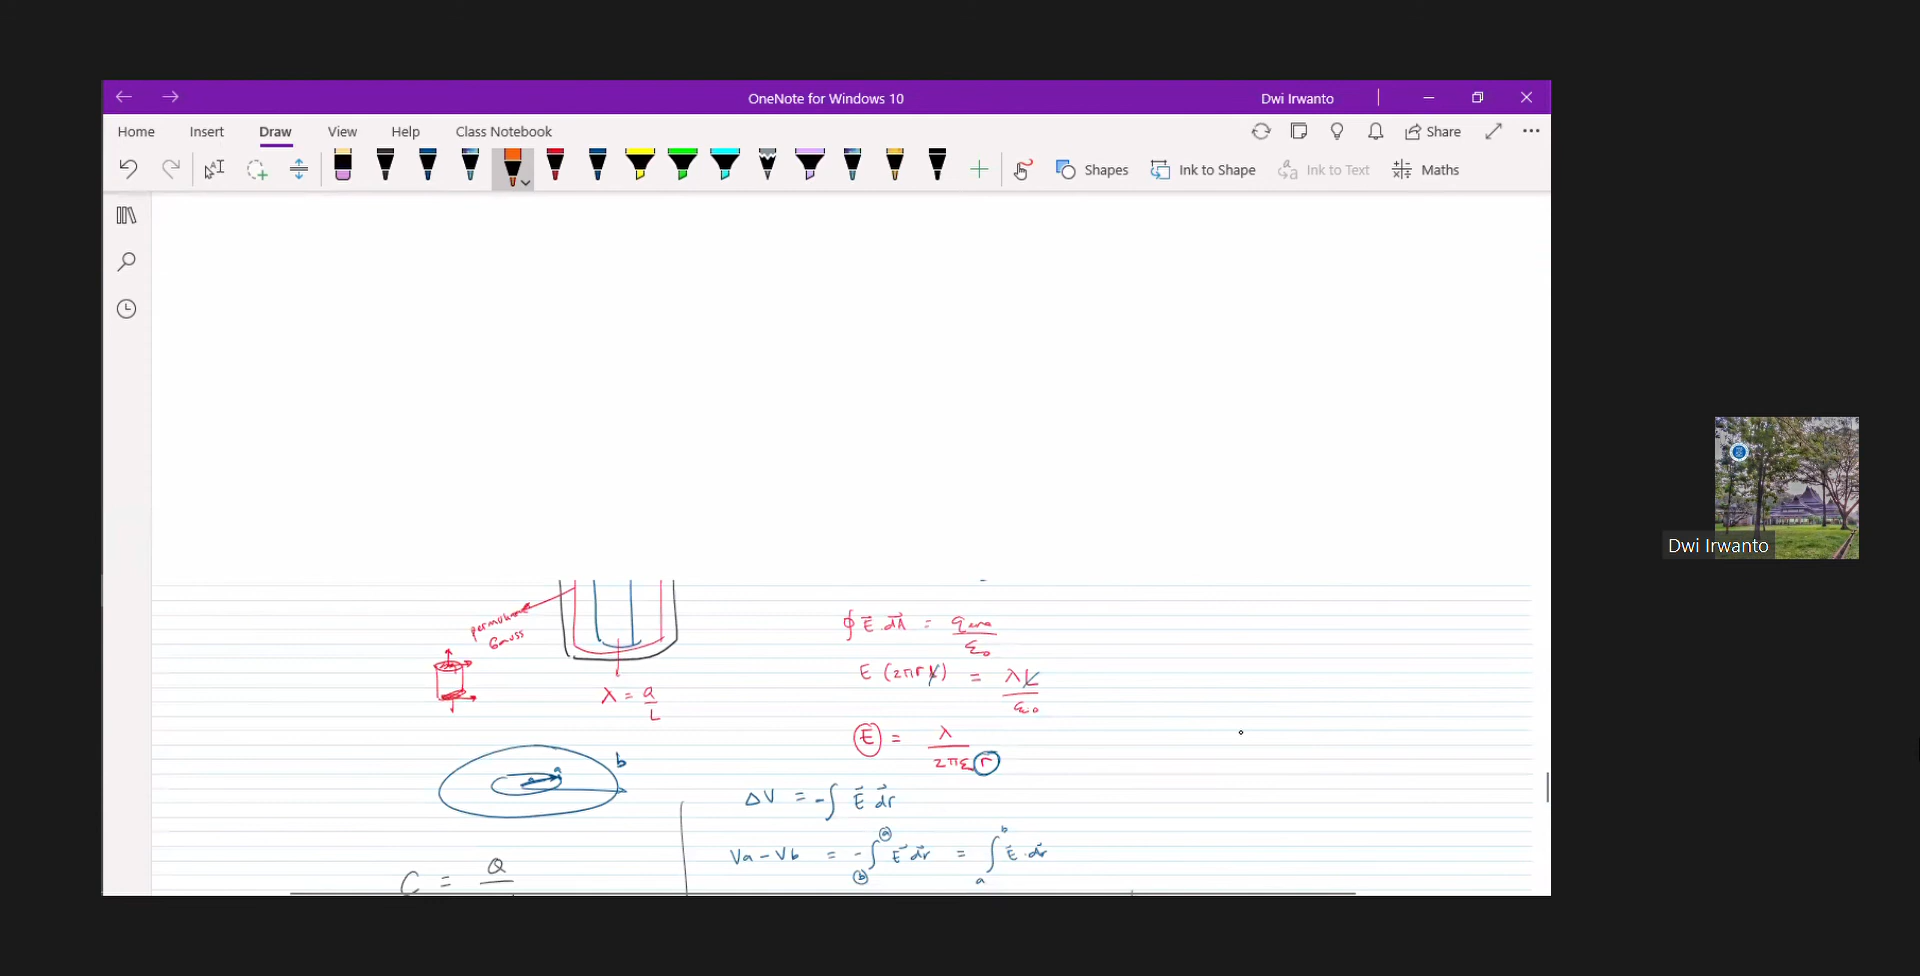 OneNote for Windows 10
Dwi Irwanto
Home Insert Draw View Help Class Notebook
Share
Shapes Ink to Shape Ink to Text Maths
permukaan
Gauss
λ = Q/L
∮ E⃗ . dA⃗ = q/ε₀
E (2πrL) = λL/ε₀
E = λ/2πε₀r
a b
ΔV = -∫ E⃗ dr⃗
Va - Vb = -∫_b^a E⃗ dr⃗ = ∫_a^b E⃗ . dr⃗
C = Q
Dwi Irwanto